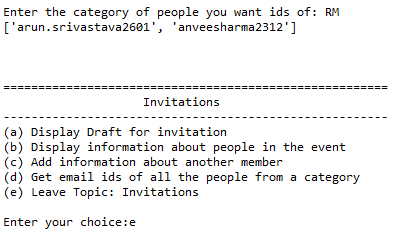 Enter the category of people you want ids of: RM
['arun.srivastava2601', 'anveesharma2312']
=======================================================
Invitations
-------------------------------------------------------
(a) Display Draft for invitation
(b) Display information about people in the event
(c) Add information about another member
(d) Get email ids of all the people from a category
(e) Leave Topic: Invitations
Enter your choice:e